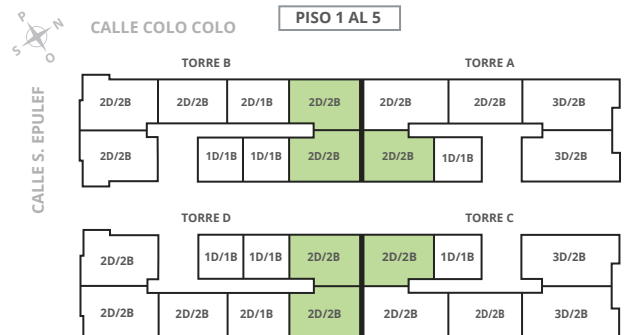 PISO 1 AL 5
P
N
S
O
CALLE COLO COLO
CALLE S. EPULEF
TORRE B
TORRE A
2D/2B 2D/2B 2D/1B 2D/2B 2D/2B 2D/2B 3D/2B
2D/2B 1D/1B 1D/1B 2D/2B 2D/2B 1D/1B 3D/2B
TORRE D
TORRE C
2D/2B 1D/1B 1D/1B 2D/2B 2D/2B 1D/1B 3D/2B
2D/2B 2D/2B 2D/1B 2D/2B 2D/2B 2D/2B 3D/2B